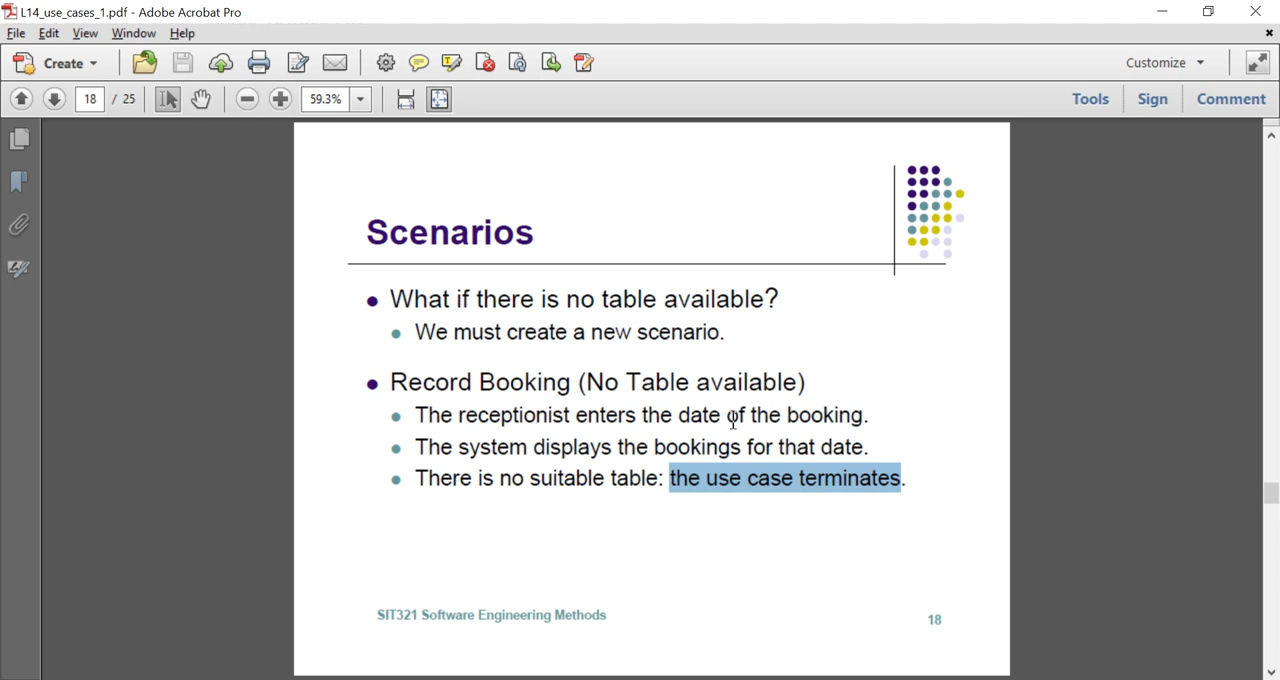 L14_use_cases_1.pdf - Adobe Acrobat Pro
File Edit View Window Help
Create Customize
18 / 25 59.3% Tools Sign Comment
Scenarios
What if there is no table available?
We must create a new scenario.
Record Booking (No Table available)
The receptionist enters the date of the booking.
The system displays the bookings for that date.
There is no suitable table: the use case terminates.
SIT321 Software Engineering Methods
18